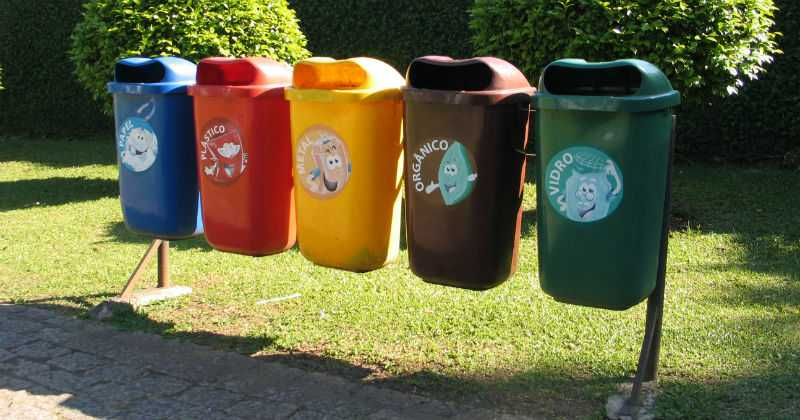 PAPEL
PLÁSTICO
METAL
ORGÂNICO
VIDRO